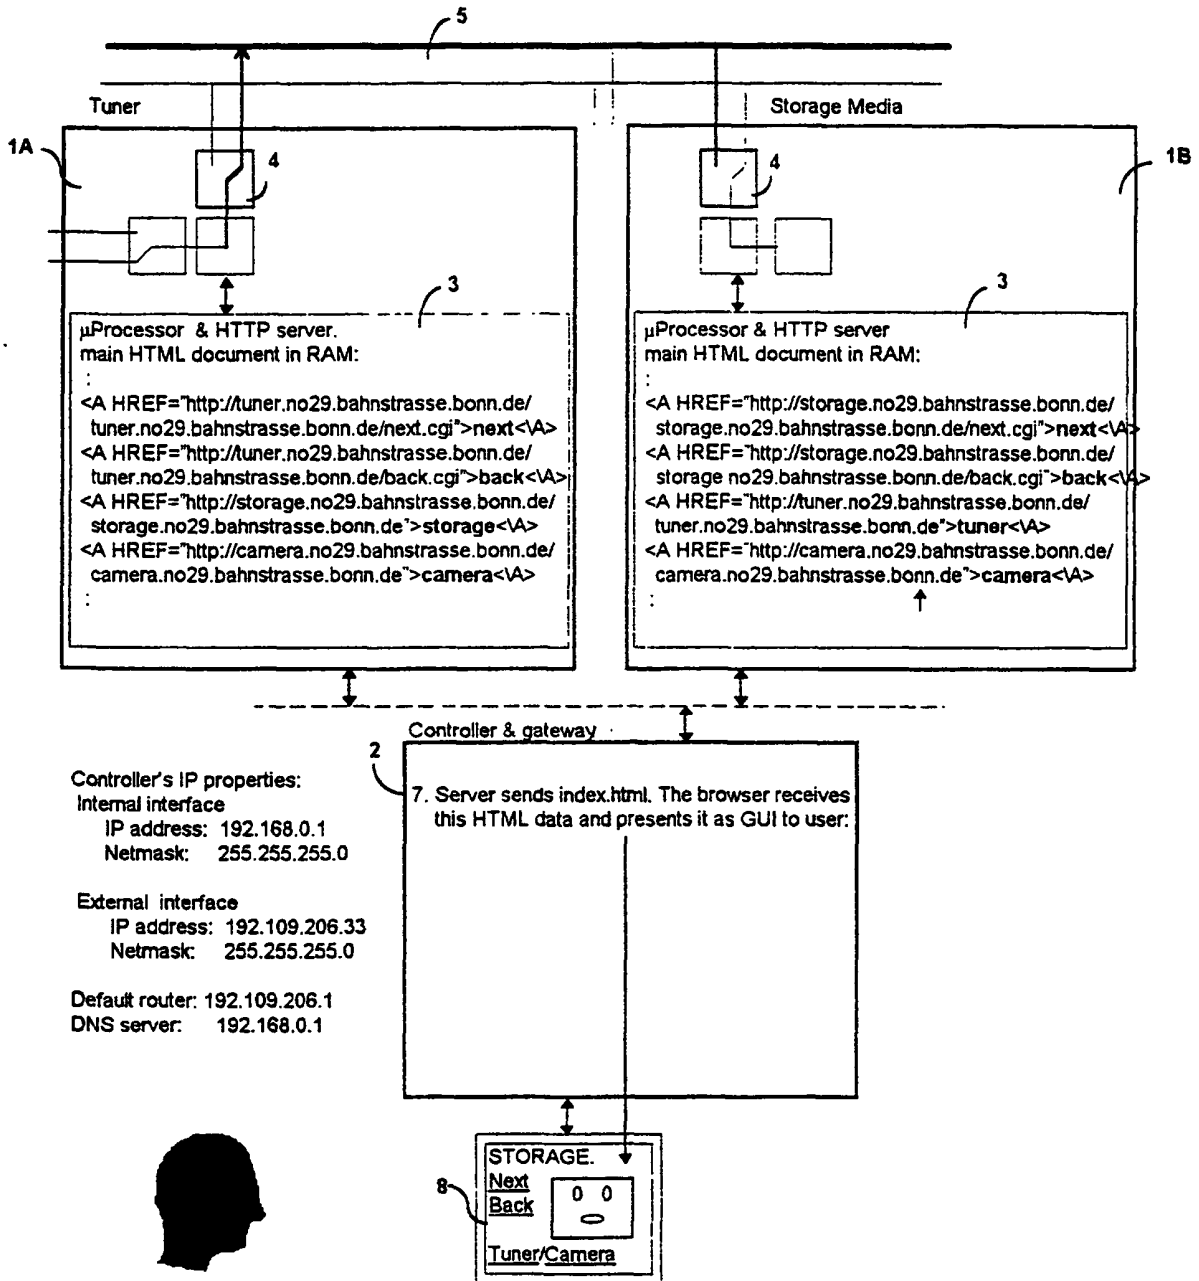 5
Tuner
Storage Media
1A
4
4
1B
3
3
µProcessor & HTTP server.
main HTML document in RAM:
:
<A HREF="http://tuner.no29.bahnstrasse.bonn.de/
tuner.no29.bahnstrasse.bonn.de/next.cgi">next<\A>
<A HREF="http://tuner.no29.bahnstrasse.bonn.de/
tuner.no29.bahnstrasse.bonn.de/back.cgi">back<\A>
<A HREF="http://storage.no29.bahnstrasse.bonn.de/
storage.no29.bahnstrasse.bonn.de">storage<\A>
<A HREF="http://camera.no29.bahnstrasse.bonn.de/
camera.no29.bahnstrasse.bonn.de">camera<\A>
:
µProcessor & HTTP server
main HTML document in RAM:
:
<A HREF="http://storage.no29.bahnstrasse.bonn.de/
storage.no29.bahnstrasse.bonn.de/next.cgi">next<\A>
<A HREF="http://storage.no29.bahnstrasse.bonn.de/
storage no29.bahnstrasse.bonn.de/back.cgi">back<\A>
<A HREF="http://tuner.no29.bahnstrasse.bonn.de/
tuner.no29.bahnstrasse.bonn.de">tuner<\A>
<A HREF="http://camera.no29.bahnstrasse.bonn.de/
camera.no29.bahnstrasse.bonn.de">camera<\A>
:
Controller & gateway
2
7. Server sends index.html. The browser receives
this HTML data and presents it as GUI to user:
Controller's IP properties:
Internal interface
IP address: 192.168.0.1
Netmask: 255.255.255.0
External interface
IP address: 192.109.206.33
Netmask: 255.255.255.0
Default router: 192.109.206.1
DNS server: 192.168.0.1
8
STORAGE.
Next
Back
Tuner/Camera